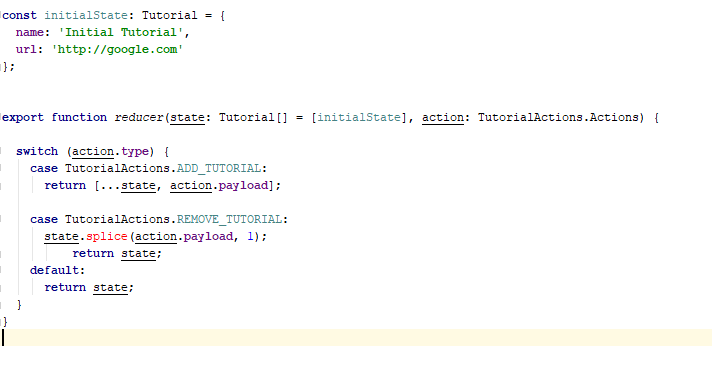 const initialState: Tutorial = {
  name: 'Initial Tutorial',
  url: 'http://google.com'
};
export function reducer(state: Tutorial[] = [initialState], action: TutorialActions.Actions) {
  switch (action.type) {
    case TutorialActions.ADD_TUTORIAL:
      return [...state, action.payload];
    case TutorialActions.REMOVE_TUTORIAL:
      state.splice(action.payload, 1);
          return state;
    default:
      return state;
  }
}